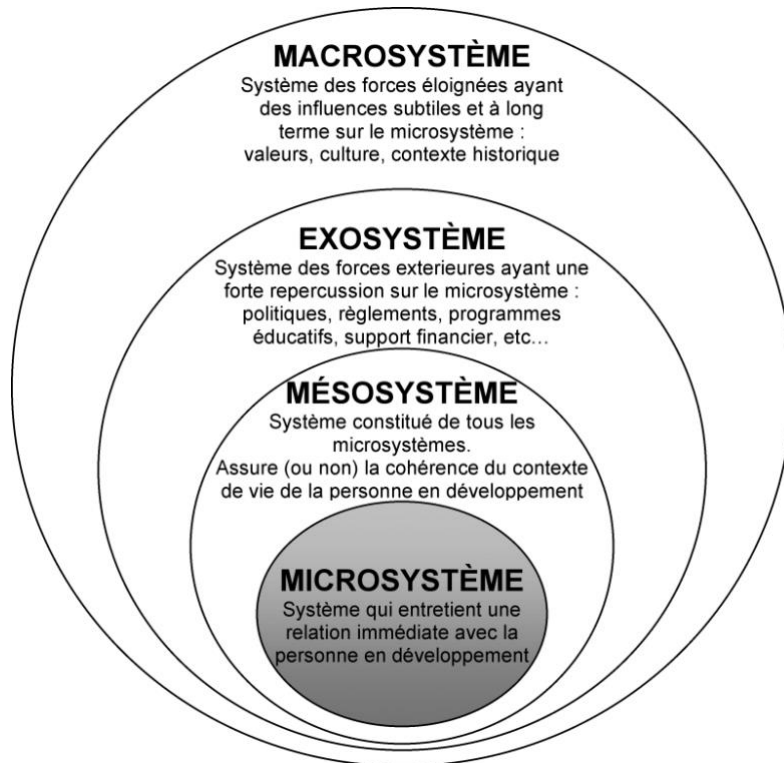 MACROSYSTÈME
Système des forces éloignées ayant
des influences subtiles et à long
terme sur le microsystème :
valeurs, culture, contexte historique
EXOSYSTÈME
Système des forces exterieures ayant une
forte repercussion sur le microsystème :
politiques, règlements, programmes
éducatifs, support financier, etc...
MÉSOSYSTÈME
Système constitué de tous les
microsystèmes.
Assure (ou non) la cohérence du contexte
de vie de la personne en développement
MICROSYSTÈME
Système qui entretient une
relation immédiate avec la
personne en développement